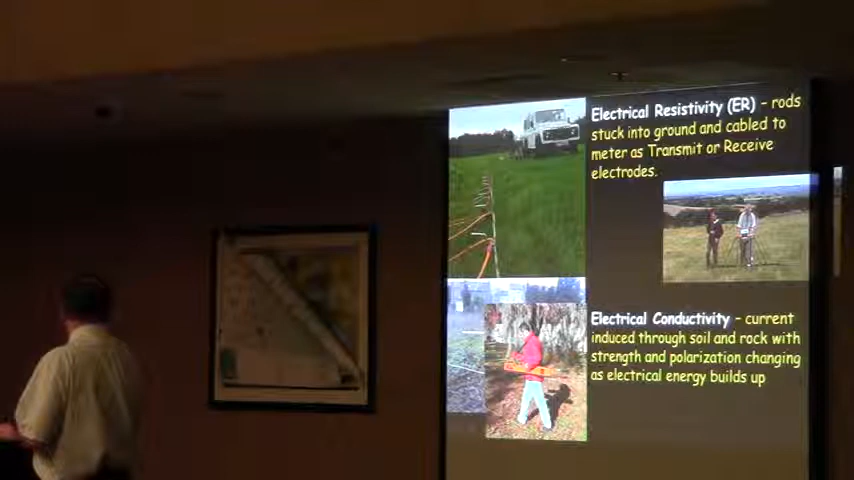 Electrical Resistivity (ER) - rods
stuck into ground and cabled to
meter as Transmit or Receive
electrodes.
Electrical Conductivity - current
induced through soil and rock with
strength and polarization changing
as electrical energy builds up